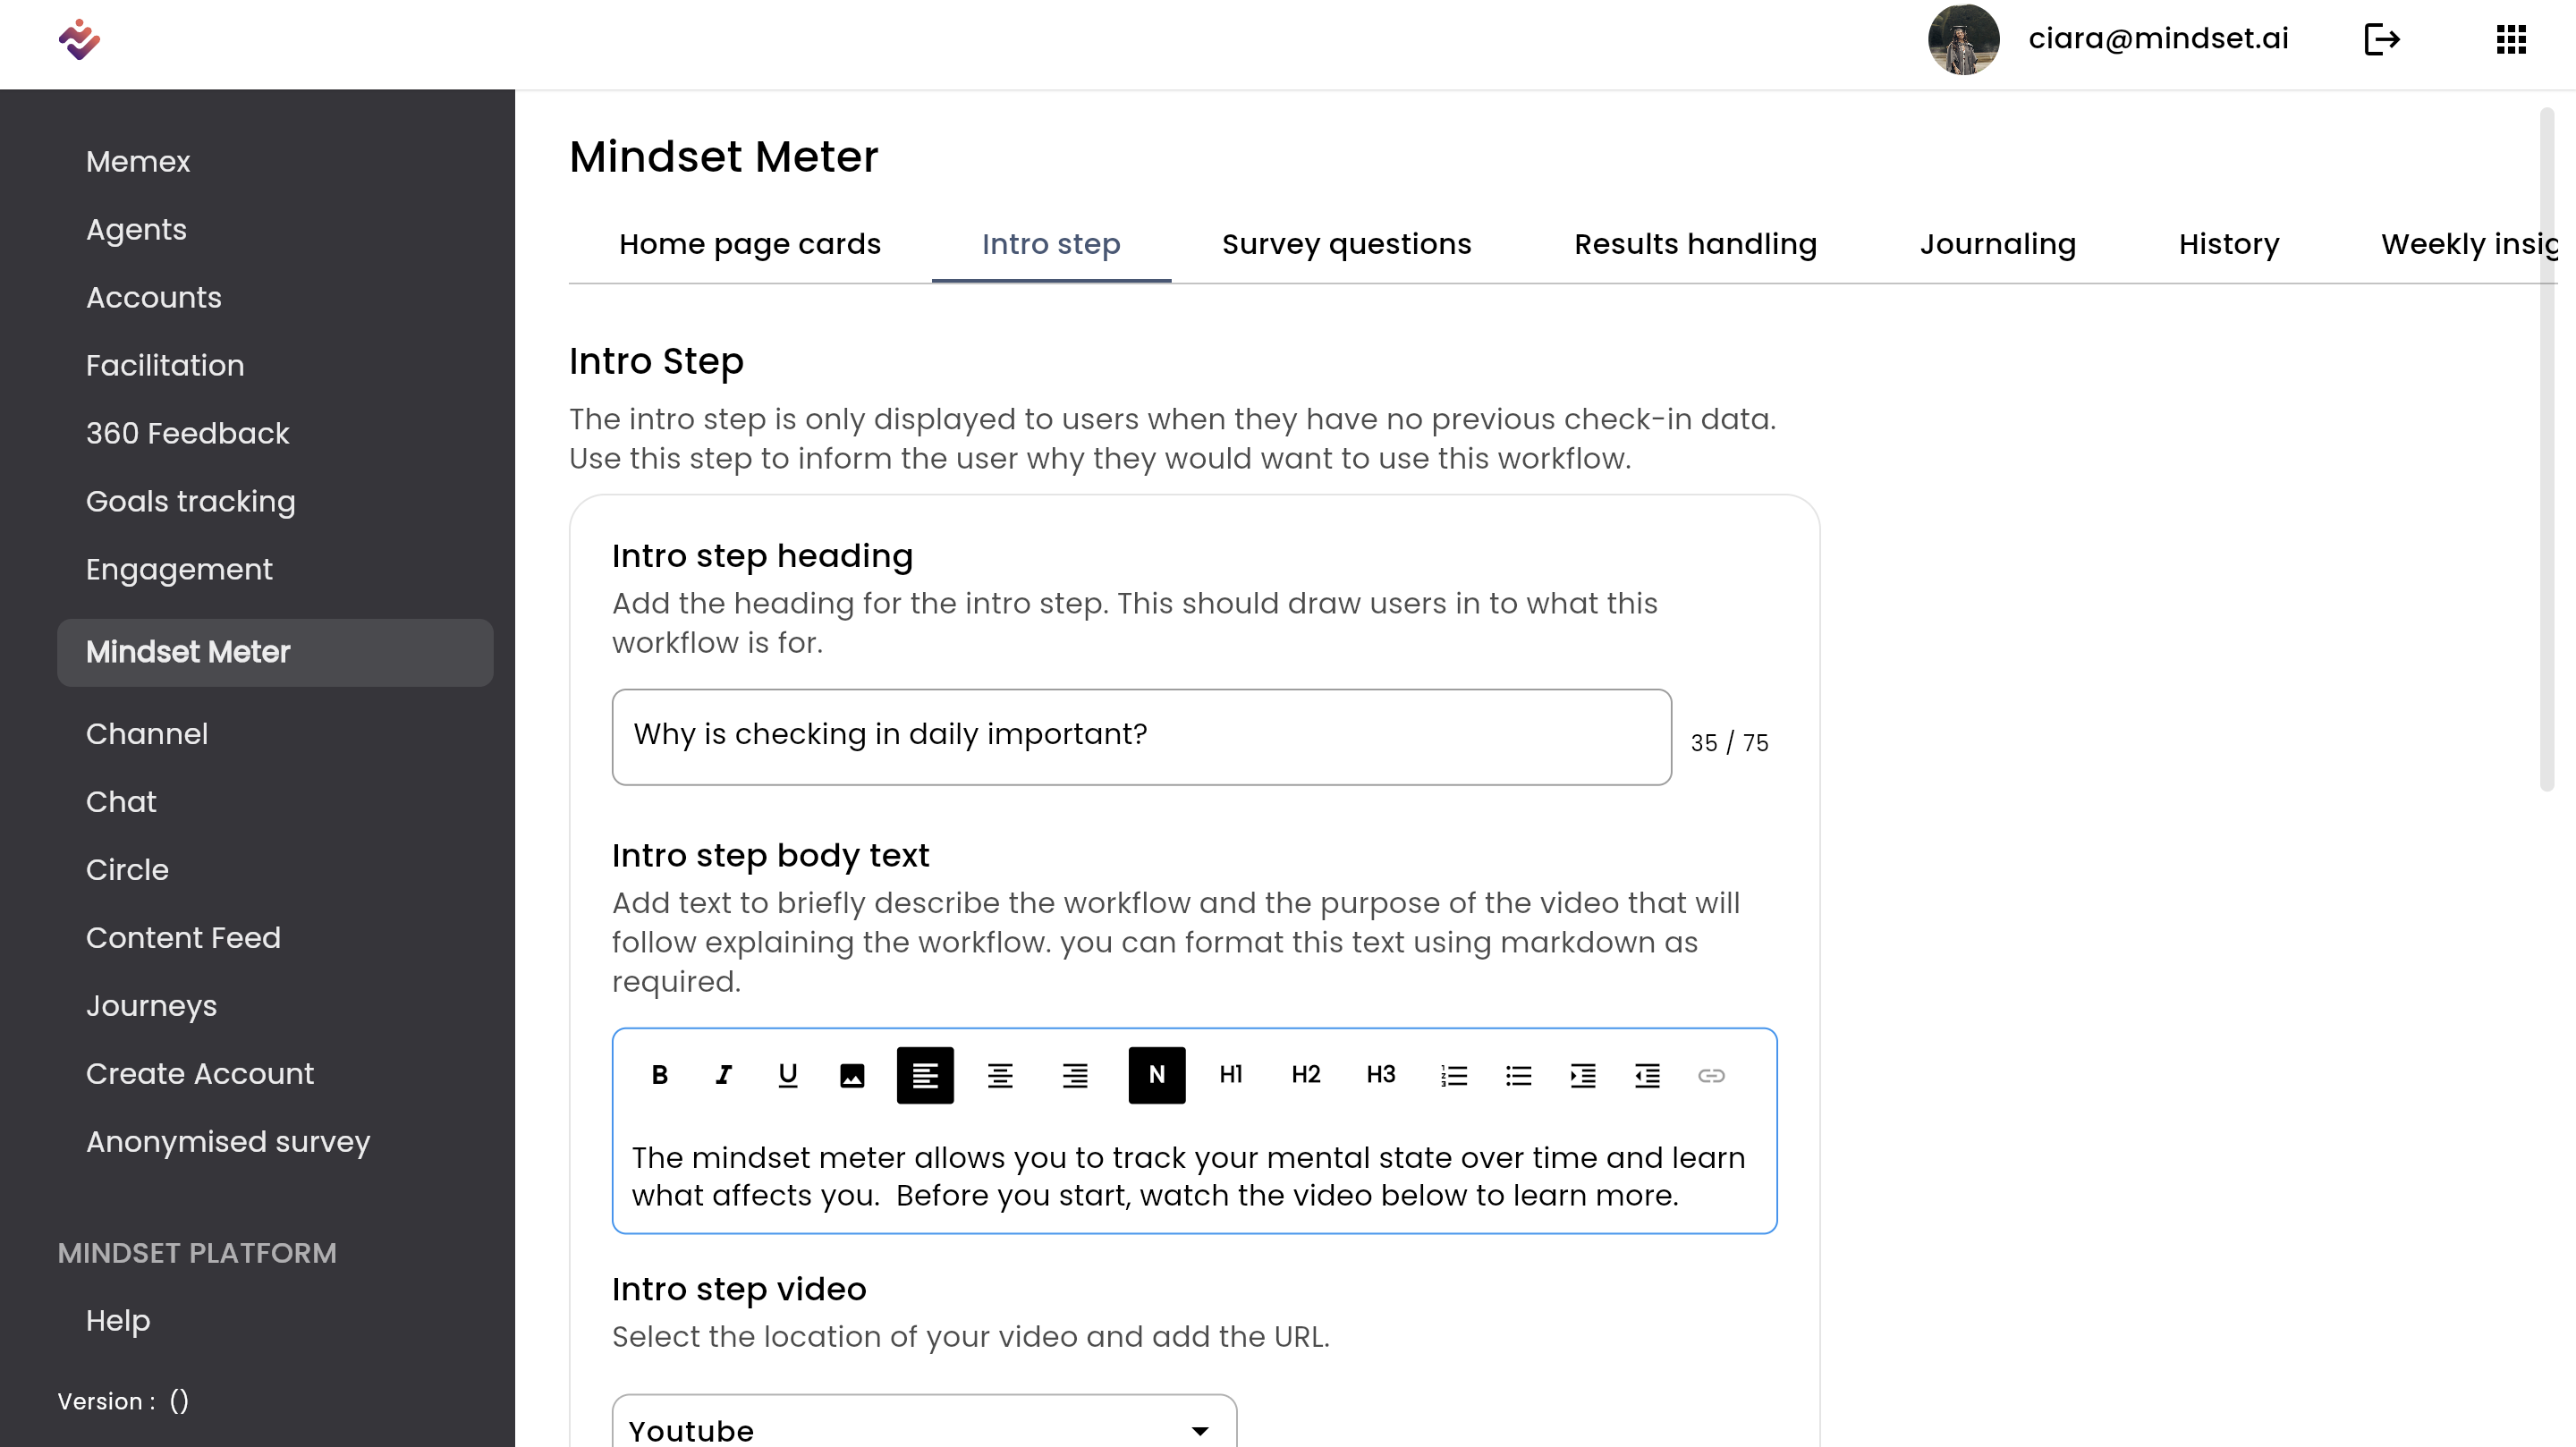 ciara@mindset.ai
Memex
Agents
Accounts
Facilitation
360 Feedback
Goals tracking
Engagement
Mindset Meter
Channel
Chat
Circle
Content Feed
Journeys
Create Account
Anonymised survey
MINDSET PLATFORM
Help
Version : ()
Mindset Meter
Home page cards
Intro step
Survey questions
Results handling
Journaling
History
Weekly insig
Intro Step
The intro step is only displayed to users when they have no previous check-in data.
Use this step to inform the user why they would want to use this workflow.
Intro step heading
Add the heading for the intro step. This should draw users in to what this
workflow is for.
Why is checking in daily important?
35 / 75
Intro step body text
Add text to briefly describe the workflow and the purpose of the video that will
follow explaining the workflow. you can format this text using markdown as
required.
B I U N H1 H2 H3
The mindset meter allows you to track your mental state over time and learn
what affects you.  Before you start, watch the video below to learn more.
Intro step video
Select the location of your video and add the URL.
Youtube